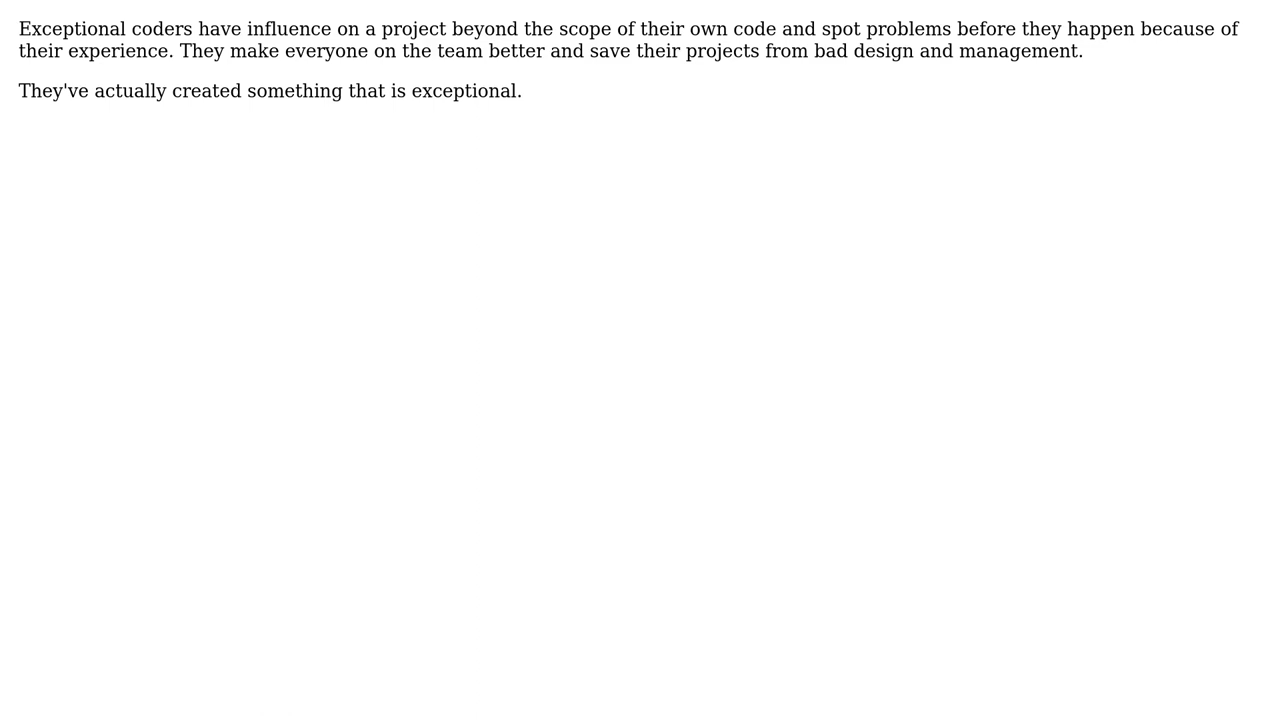 Exceptional coders have influence on a project beyond the scope of their own code and spot problems before they happen because of
their experience. They make everyone on the team better and save their projects from bad design and management.
They've actually created something that is exceptional.